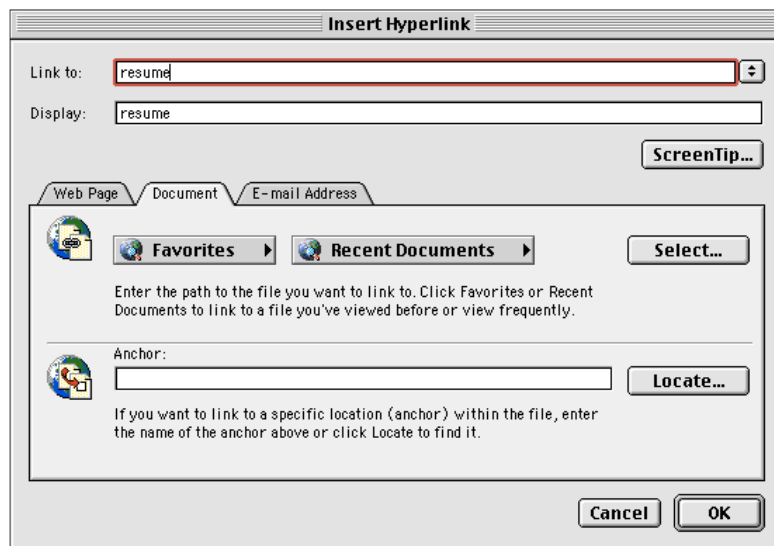 Insert Hyperlink
Link to: resume
Display: resume
ScreenTip...
Web Page Document E-mail Address
Favorites Recent Documents Select...
Enter the path to the file you want to link to. Click Favorites or Recent
Documents to link to a file you've viewed before or view frequently.
Anchor:
Locate...
If you want to link to a specific location (anchor) within the file, enter
the name of the anchor above or click Locate to find it.
Cancel OK